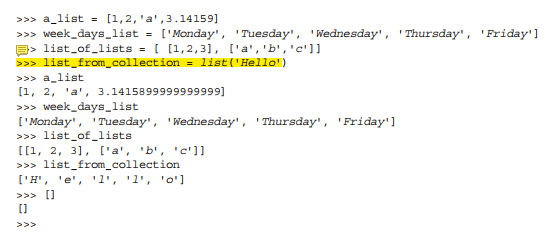 >>> a_list = [1,2,'a',3.14159]
>>> week_days_list = ['Monday', 'Tuesday', 'Wednesday', 'Thursday', 'Friday']
>>> list_of_lists = [ [1,2,3], ['a','b','c']]
>>> list_from_collection = list('Hello')
>>> a_list
[1, 2, 'a', 3.1415899999999999]
>>> week_days_list
['Monday', 'Tuesday', 'Wednesday', 'Thursday', 'Friday']
>>> list_of_lists
[[1, 2, 3], ['a', 'b', 'c']]
>>> list_from_collection
['H', 'e', 'l', 'l', 'o']
>>> []
[]
>>>